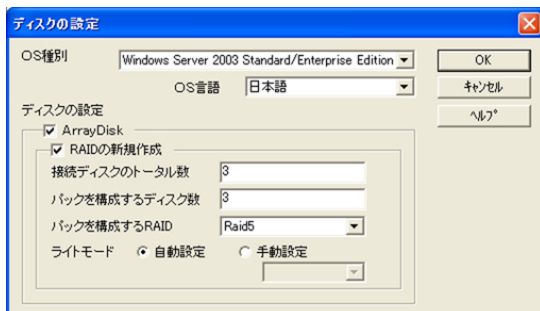 ディスクの設定
OS種別 Windows Server 2003 Standard/Enterprise Edition
OK
OS言語 日本語
キャンセル
ディスクの設定
ヘルプ
ArrayDisk
RAIDの新規作成
接続ディスクのトータル数 3
パックを構成するディスク数 3
パックを構成するRAID Raid5
ライトモード 自動設定 手動設定